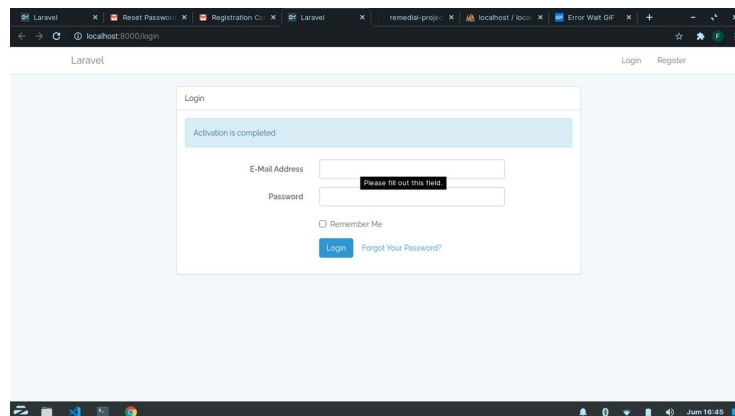 Laravel
Reset Passwor
Registration Co
Laravel
remedial-projec
localhost / local
Error Wait GIF -
localhost:8000/login
F
Laravel
Login Register
Login
Activation is completed
E-Mail Address
Please fill out this field.
Password
Remember Me
Login Forgot Your Password?
Jum 16:45